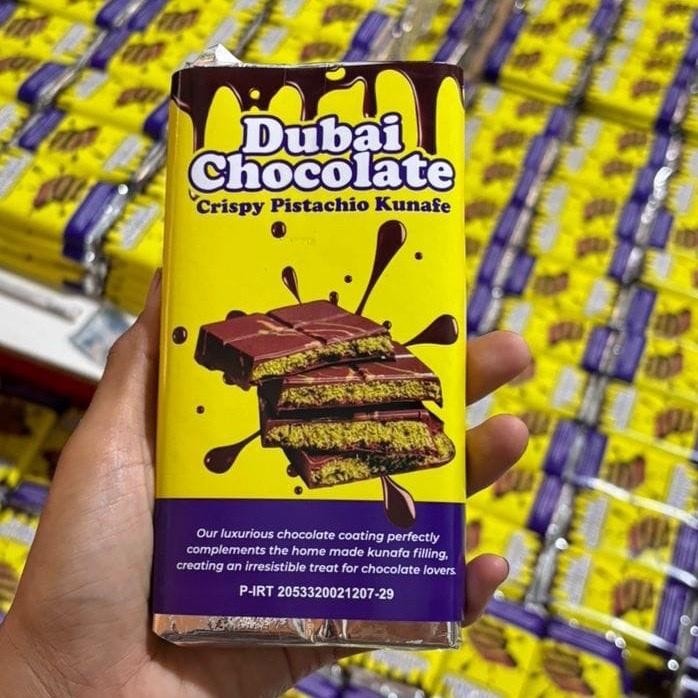 Dubai
Chocolate
Crispy Pistachio Kunafe
Our luxurious chocolate coating perfectly
complements the home made kunafa filling,
creating an irresistible treat for chocolate lovers.
P-IRT 2053320021207-29